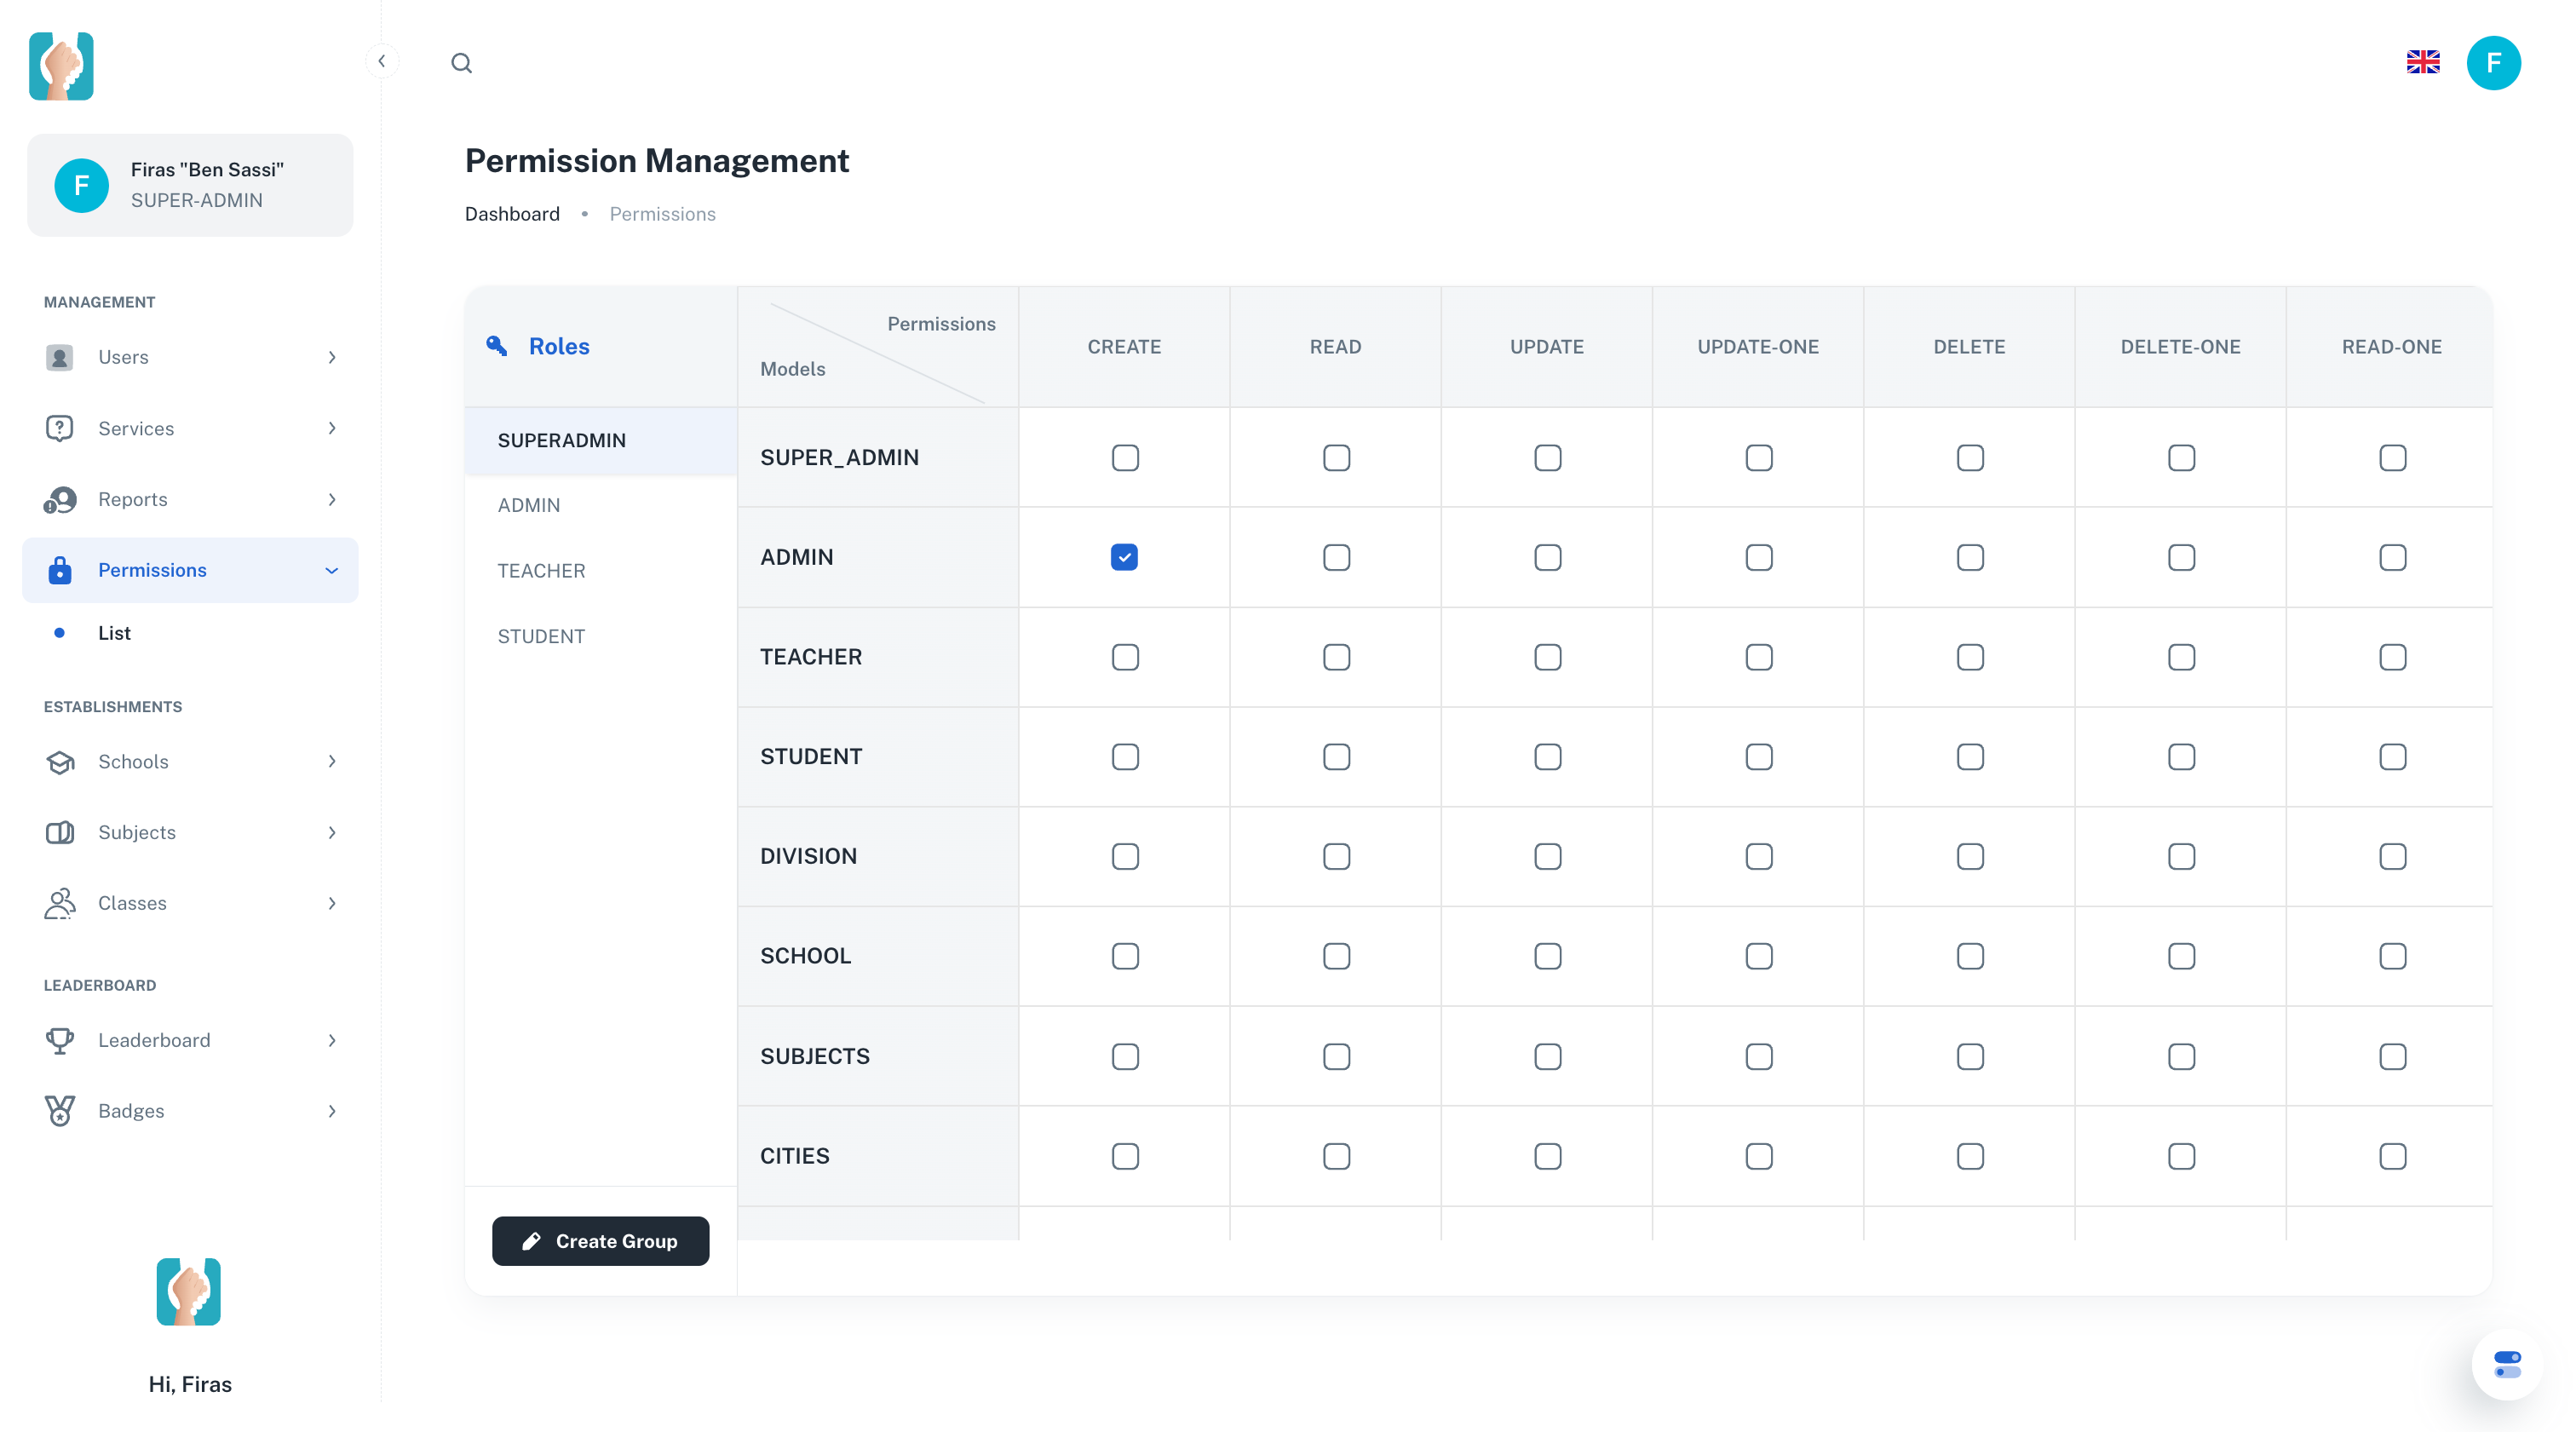 F
Firas "Ben Sassi"
SUPER-ADMIN
MANAGEMENT
Users
Services
Reports
Permissions
List
ESTABLISHMENTS
Schools
Subjects
Classes
LEADERBOARD
Leaderboard
Badges
Hi, Firas
F
Permission Management
Dashboard • Permissions
Roles
SUPERADMIN
ADMIN
TEACHER
STUDENT
Create Group
Permissions
Models
CREATE READ UPDATE UPDATE-ONE DELETE DELETE-ONE READ-ONE
SUPER_ADMIN
ADMIN
TEACHER
STUDENT
DIVISION
SCHOOL
SUBJECTS
CITIES